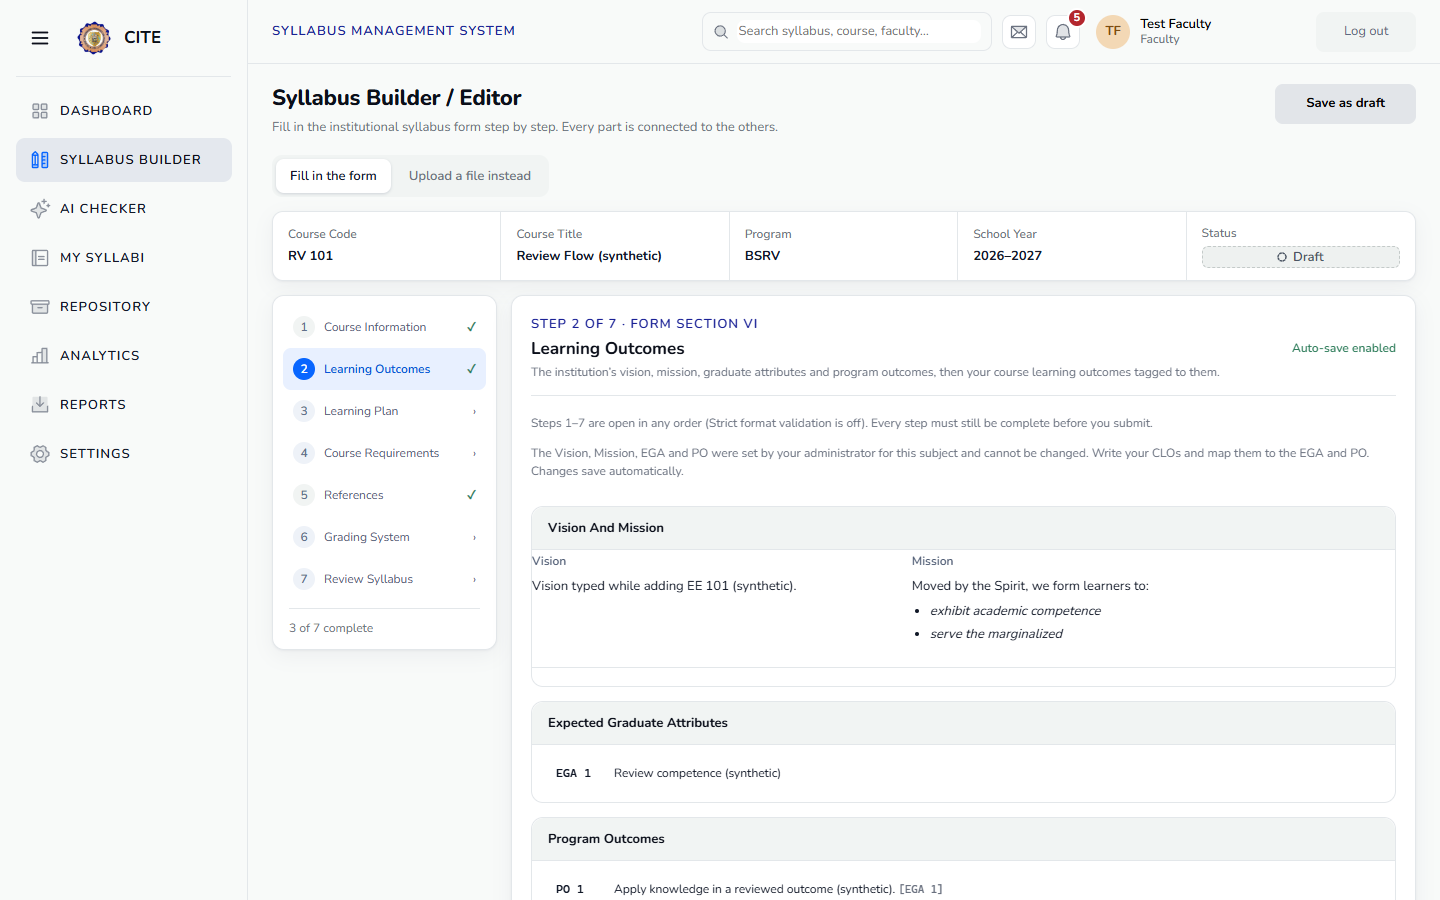 CITE
SYLLABUS MANAGEMENT SYSTEM
Search syllabus, course, faculty...
5
TF
Test Faculty
Faculty
Log out
DASHBOARD
SYLLABUS BUILDER
AI CHECKER
MY SYLLABI
REPOSITORY
ANALYTICS
REPORTS
SETTINGS
Syllabus Builder / Editor
Fill in the institutional syllabus form step by step. Every part is connected to the others.
Save as draft
Fill in the form
Upload a file instead
Course Code
RV 101
Course Title
Review Flow (synthetic)
Program
BSRV
School Year
2026–2027
Status
Draft
1 Course Information ✓
2 Learning Outcomes ✓
3 Learning Plan ›
4 Course Requirements ›
5 References ✓
6 Grading System ›
7 Review Syllabus ›
3 of 7 complete
STEP 2 OF 7 · FORM SECTION VI
Learning Outcomes
Auto-save enabled
The institution's vision, mission, graduate attributes and program outcomes, then your course learning outcomes tagged to them.
Steps 1–7 are open in any order (Strict format validation is off). Every step must still be complete before you submit.
The Vision, Mission, EGA and PO were set by your administrator for this subject and cannot be changed. Write your CLOs and map them to the EGA and PO.
Changes save automatically.
Vision And Mission
Vision
Vision typed while adding EE 101 (synthetic).
Mission
Moved by the Spirit, we form learners to:
• exhibit academic competence
• serve the marginalized
Expected Graduate Attributes
EGA 1 Review competence (synthetic)
Program Outcomes
PO 1 Apply knowledge in a reviewed outcome (synthetic). [EGA 1]